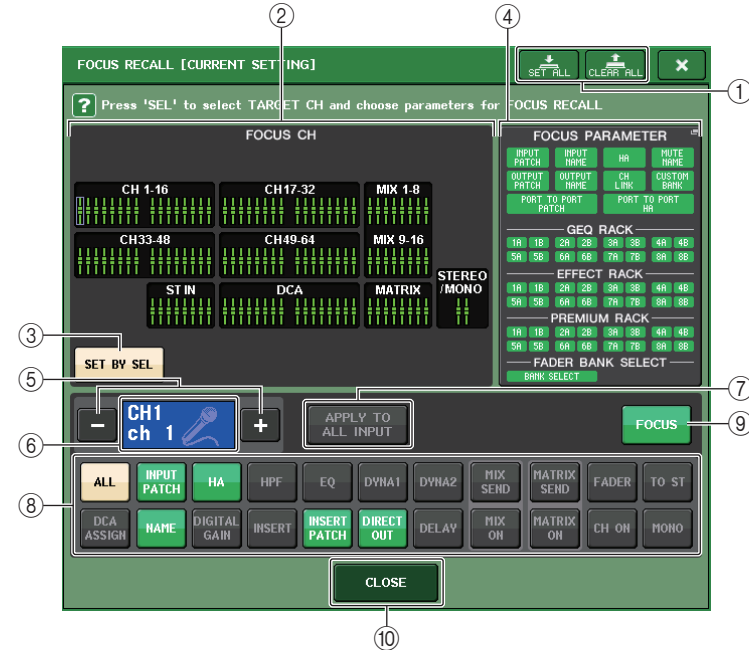 ② ④
FOCUS RECALL [CURRENT SETTING]
SET ALL CLEAR ALL ×
①
? Press 'SEL' to select TARGET CH and choose parameters for FOCUS RECALL
FOCUS CH
CH 1-16 CH17-32 MIX 1-8
CH33-48 CH49-64 MIX 9-16
ST IN DCA MATRIX STEREO /MONO
FOCUS PARAMETER
INPUT PATCH INPUT NAME HA MUTE NAME
OUTPUT PATCH OUTPUT NAME CH LINK CUSTOM BANK
PORT TO PORT PATCH PORT TO PORT HA
GEQ RACK
1A 1B 2A 2B 3A 3B 4A 4B
5A 5B 6A 6B 7A 7B 8A 8B
EFFECT RACK
1A 1B 2A 2B 3A 3B 4A 4B
5A 5B 6A 6B 7A 7B 8A 8B
PREMIUM RACK
1A 1B 2A 2B 3A 3B 4A 4B
5A 5B 6A 6B 7A 7B 8A 8B
FADER BANK SELECT
BANK SELECT
③
SET BY SEL
⑤
⑦
− CH1 +
ch 1
⑥
APPLY TO
ALL INPUT
FOCUS
⑨
⑧
ALL INPUT PATCH HA HPF EQ DYNA1 DYNA2 MIX SEND MATRIX SEND FADER TO ST
DCA ASSIGN NAME DIGITAL GAIN INSERT INSERT PATCH DIRECT OUT DELAY MIX ON MATRIX ON CH ON MONO
CLOSE
⑩